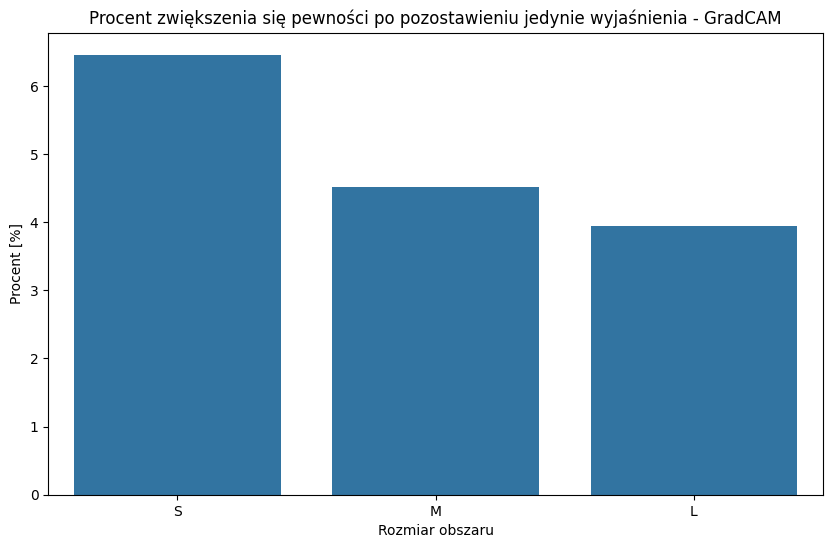 Procent zwiększenia się pewności po pozostawieniu jedynie wyjaśnienia - GradCAM
Procent [%]
6
5
4
3
2
1
0
S M L
Rozmiar obszaru